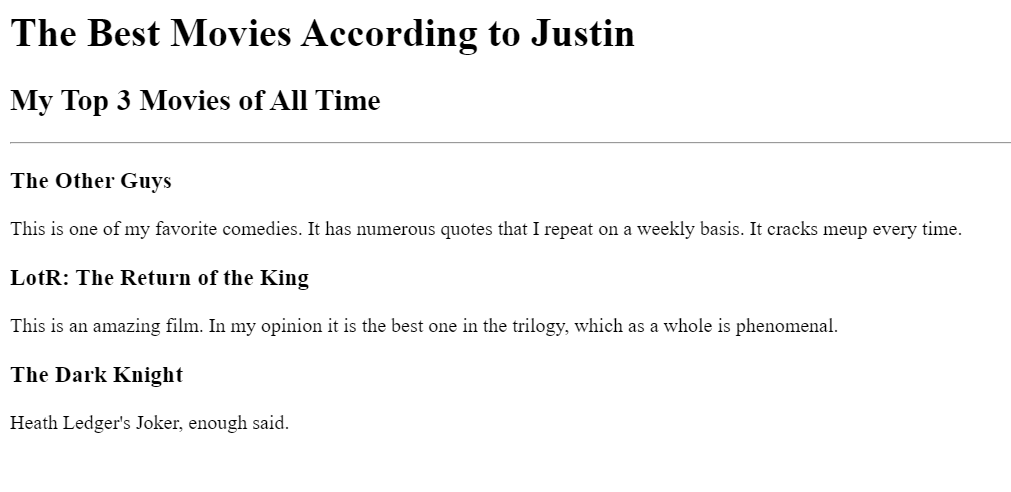 The Best Movies According to Justin
My Top 3 Movies of All Time
The Other Guys
This is one of my favorite comedies. It has numerous quotes that I repeat on a weekly basis. It cracks meup every time.
LotR: The Return of the King
This is an amazing film. In my opinion it is the best one in the trilogy, which as a whole is phenomenal.
The Dark Knight
Heath Ledger's Joker, enough said.